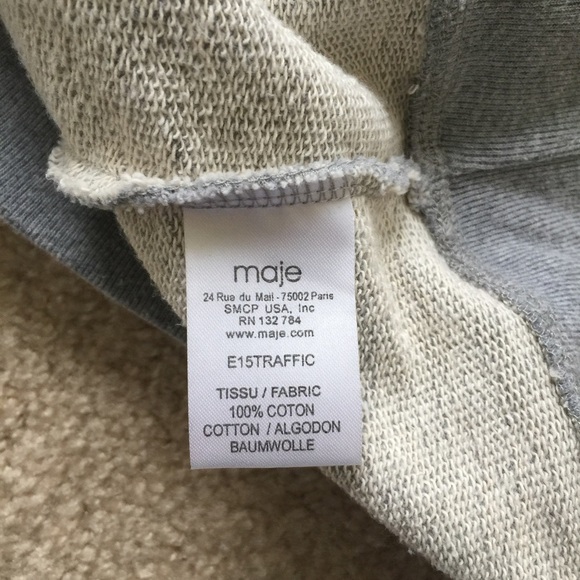 maje
24 Rue du Mail - 75002 Paris
SMCP USA, Inc
RN 132 784
www.maje.com
E15TRAFFIC
TISSU / FABRIC
100% COTON
COTTON / ALGODON
BAUMWOLLE